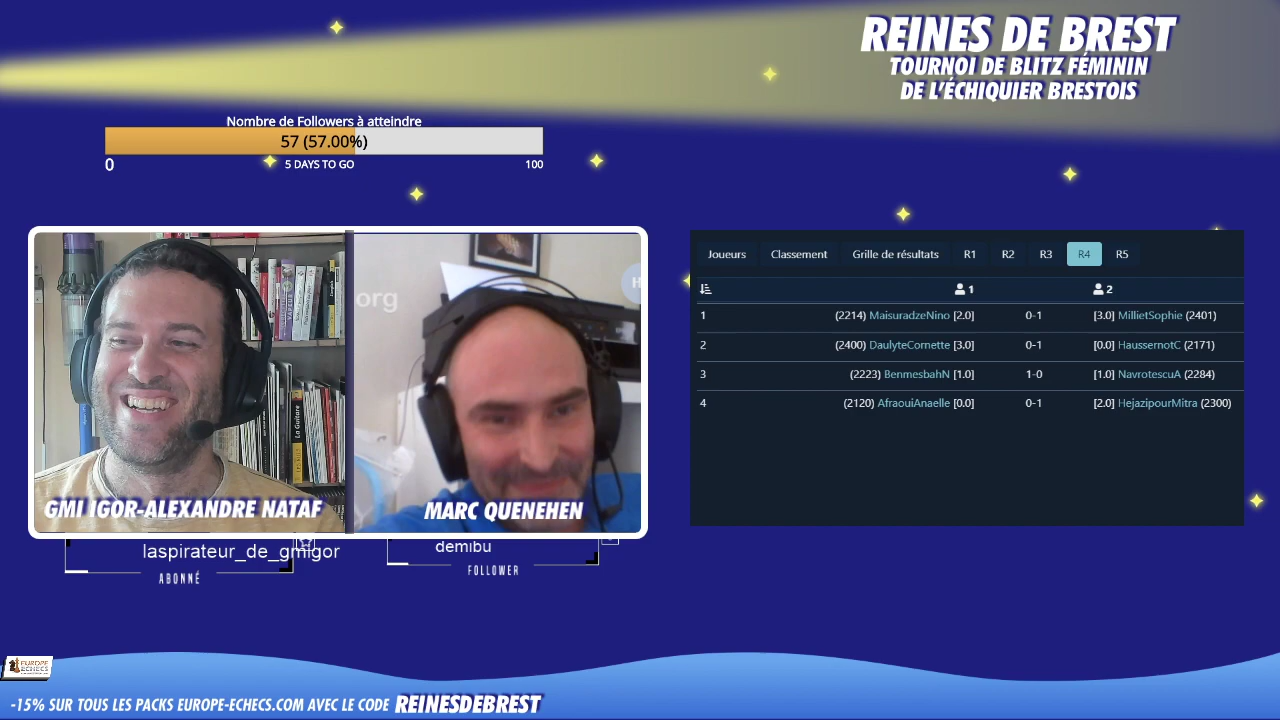 REINES DE BREST
TOURNOI DE BLITZ FÉMININ
DE L'ÉCHIQUIER BRESTOIS
Nombre de Followers à atteindre
57 (57.00%)
0 5 DAYS TO GO 100
Joueurs Classement Grille de résultats R1 R2 R3 R4 R5
1 2
1 (2214) MaisuradzeNino [2.0] 0-1 [3.0] MillietSophie (2401)
2 (2400) DaulyteCornette [3.0] 0-1 [0.0] HaussernotC (2171)
3 (2223) BenmesbahN [1.0] 1-0 [1.0] NavrotescuA (2284)
4 (2120) AfraouiAnaelle [0.0] 0-1 [2.0] HejazipourMitra (2300)
org
H
La Guitare
GMI IGOR-ALEXANDRE NATAF
MARC QUENEHEN
laspirateur_de_gmigor
ABONNÉ
demibu
FOLLOWER
EUROPE
ECHECS
-15% SUR TOUS LES PACKS EUROPE-ECHECS.COM AVEC LE CODE REINESDEBREST